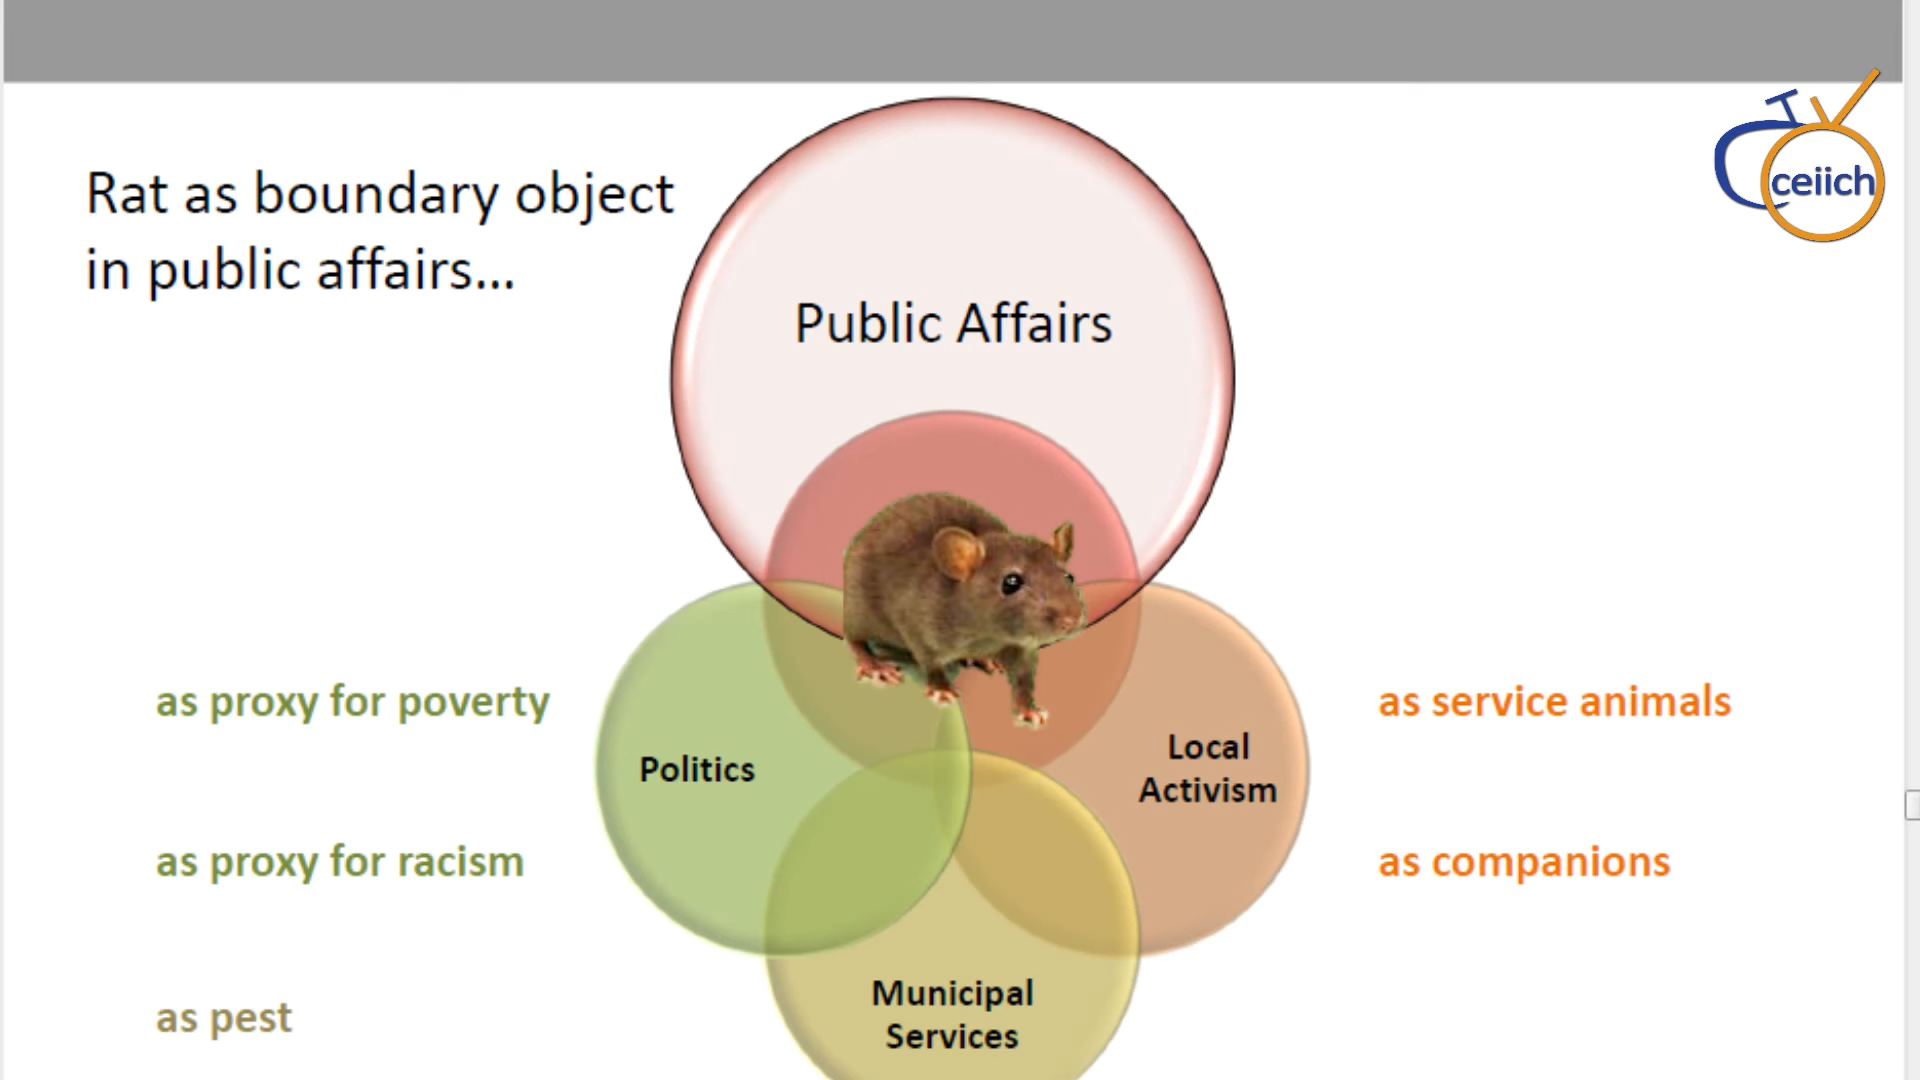 TV
ceiich
Rat as boundary object
in public affairs...
Public Affairs
as proxy for poverty
as service animals
Politics
Local
Activism
as proxy for racism
as companions
as pest
Municipal
Services